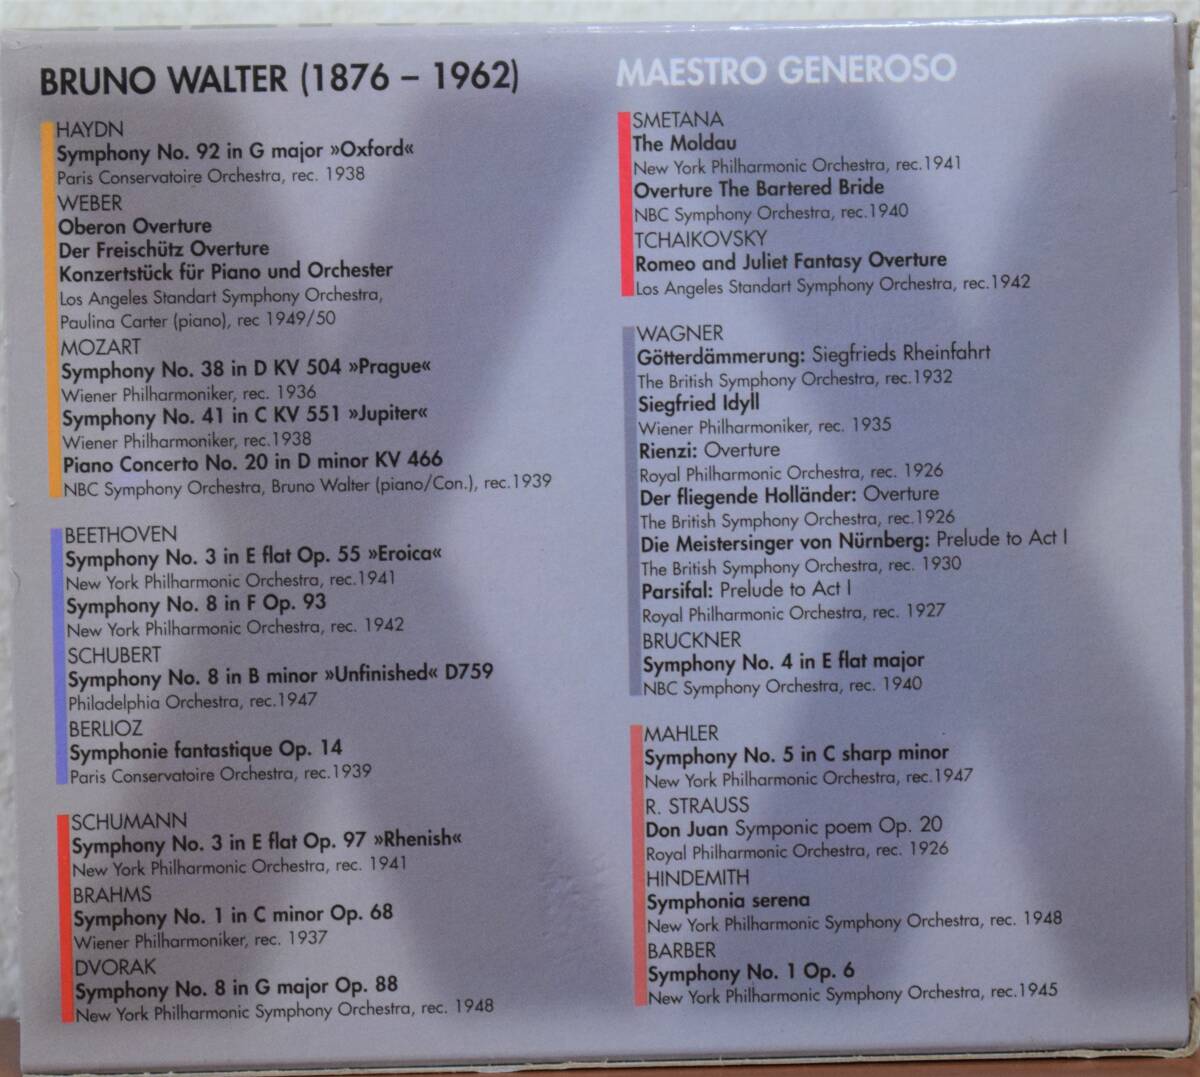 BRUNO WALTER (1876 – 1962)
HAYDN
Symphony No. 92 in G major »Oxford«
Paris Conservatoire Orchestra, rec. 1938
WEBER
Oberon Overture
Der Freischütz Overture
Konzertstück für Piano und Orchester
Los Angeles Standart Symphony Orchestra,
Paulina Carter (piano), rec 1949/50
MOZART
Symphony No. 38 in D KV 504 »Prague«
Wiener Philharmoniker, rec. 1936
Symphony No. 41 in C KV 551 »Jupiter«
Wiener Philharmoniker, rec.1938
Piano Concerto No. 20 in D minor KV 466
NBC Symphony Orchestra, Bruno Walter (piano/Con.), rec.1939
BEETHOVEN
Symphony No. 3 in E flat Op. 55 »Eroica«
New York Philharmonic Orchestra, rec.1941
Symphony No. 8 in F Op. 93
New York Philharmonic Orchestra, rec. 1942
SCHUBERT
Symphony No. 8 in B minor »Unfinished« D759
Philadelphia Orchestra, rec.1947
BERLIOZ
Symphonie fantastique Op. 14
Paris Conservatoire Orchestra, rec.1939
SCHUMANN
Symphony No. 3 in E flat Op. 97 »Rhenish«
New York Philharmonic Orchestra, rec. 1941
BRAHMS
Symphony No. 1 in C minor Op. 68
Wiener Philharmoniker, rec. 1937
DVORAK
Symphony No. 8 in G major Op. 88
New York Philharmonic Symphony Orchestra, rec. 1948
MAESTRO GENEROSO
SMETANA
The Moldau
New York Philharmonic Orchestra, rec.1941
Overture The Bartered Bride
NBC Symphony Orchestra, rec.1940
TCHAIKOVSKY
Romeo and Juliet Fantasy Overture
Los Angeles Standart Symphony Orchestra, rec.1942
WAGNER
Götterdämmerung: Siegfrieds Rheinfahrt
The British Symphony Orchestra, rec.1932
Siegfried Idyll
Wiener Philharmoniker, rec. 1935
Rienzi: Overture
Royal Philharmonic Orchestra, rec. 1926
Der fliegende Holländer: Overture
The British Symphony Orchestra, rec.1926
Die Meistersinger von Nürnberg: Prelude to Act I
The British Symphony Orchestra, rec. 1930
Parsifal: Prelude to Act I
Royal Philharmonic Orchestra, rec. 1927
BRUCKNER
Symphony No. 4 in E flat major
NBC Symphony Orchestra, rec. 1940
MAHLER
Symphony No. 5 in C sharp minor
New York Philharmonic Orchestra, rec.1947
R. STRAUSS
Don Juan Symponic poem Op. 20
Royal Philharmonic Orchestra, rec. 1926
HINDEMITH
Symphonia serena
New York Philharmonic Symphony Orchestra, rec. 1948
BARBER
Symphony No. 1 Op. 6
New York Philharmonic Symphony Orchestra, rec.1945